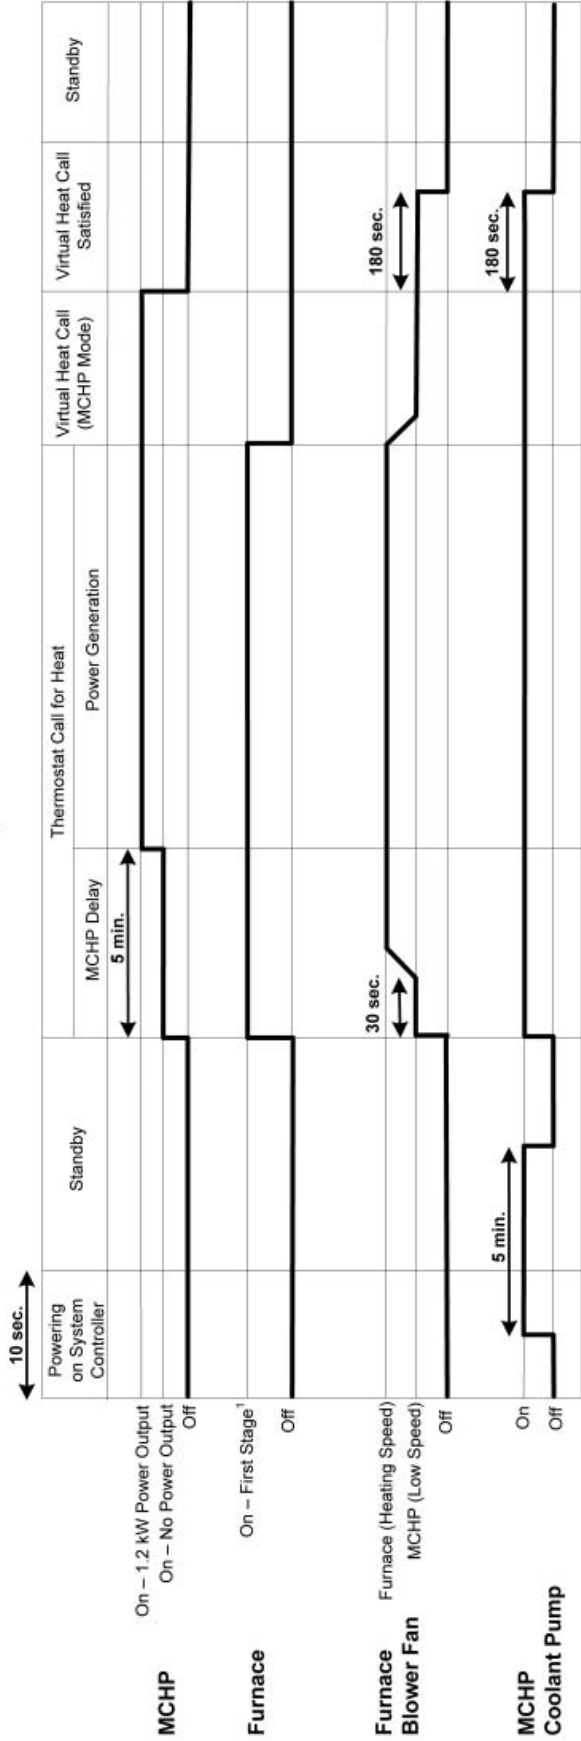 10 sec.
Powering
on System
Controller
Standby
Thermostat Call for Heat
MCHP Delay
Power Generation
Virtual Heat Call
(MCHP Mode)
Virtual Heat Call
Satisfied
Standby
5 min.
MCHP
On – 1.2 kW Power Output
On – No Power Output
Off
Furnace
On – First Stage¹
Off
Furnace
Blower Fan
Furnace (Heating Speed)
MCHP (Low Speed)
Off
30 sec.
180 sec.
MCHP
Coolant Pump
On
Off
5 min.
180 sec.